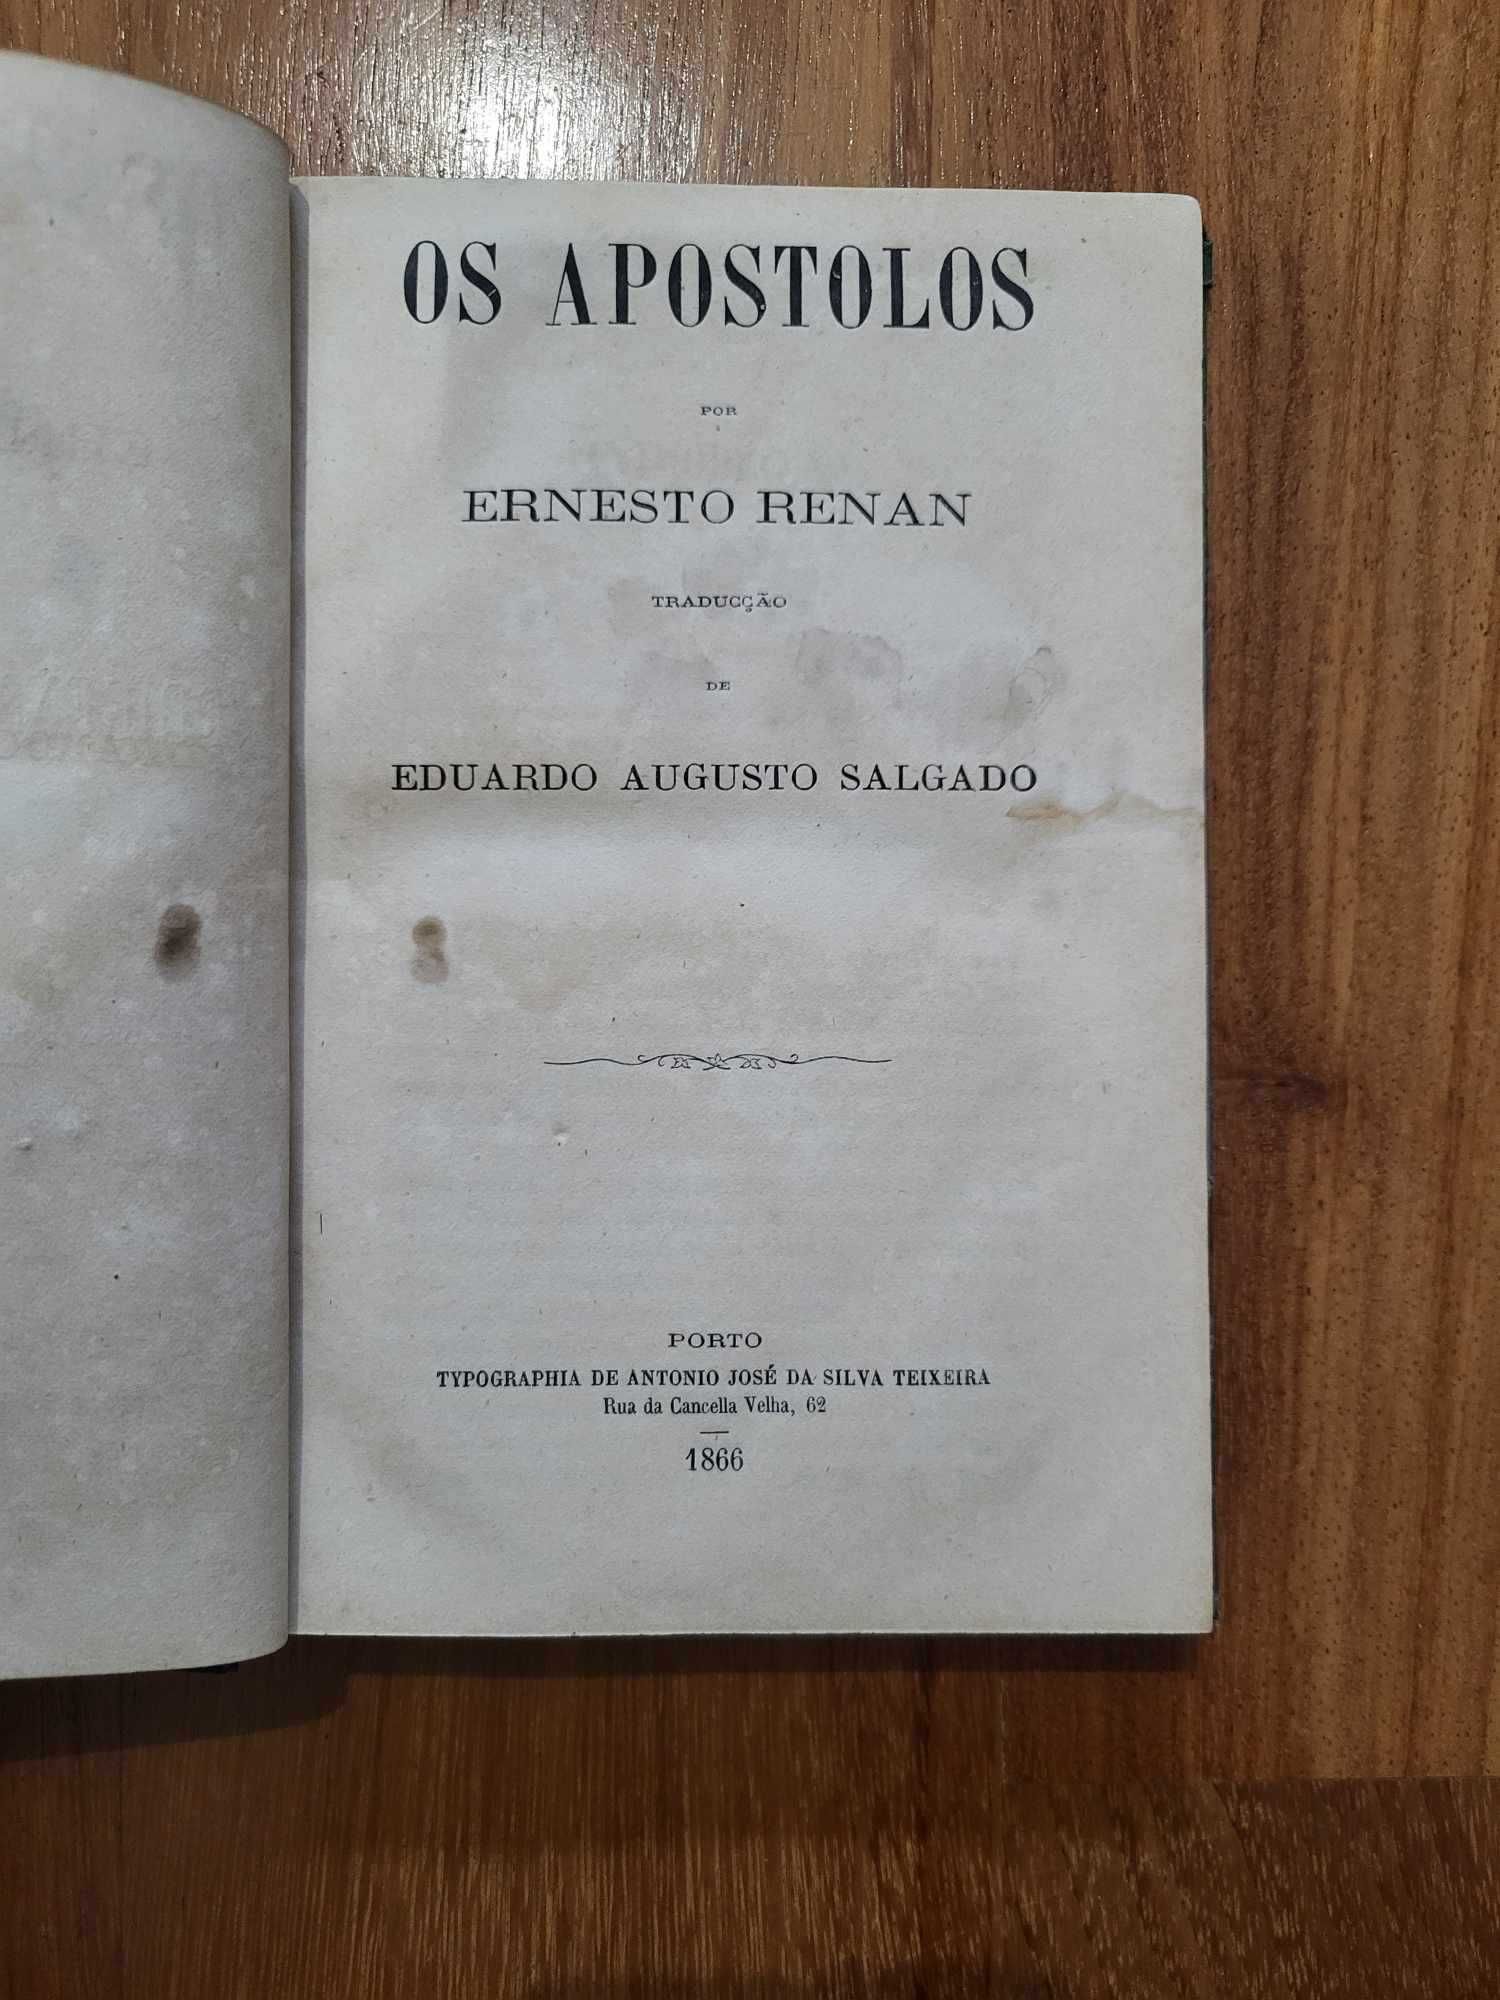 OS APOSTOLOS
POR
ERNESTO RENAN
TRADUCÇÃO
DE
EDUARDO AUGUSTO SALGADO
PORTO
TYPOGRAPHIA DE ANTONIO JOSÉ DA SILVA TEIXEIRA
Rua da Cancella Velha, 62
1866